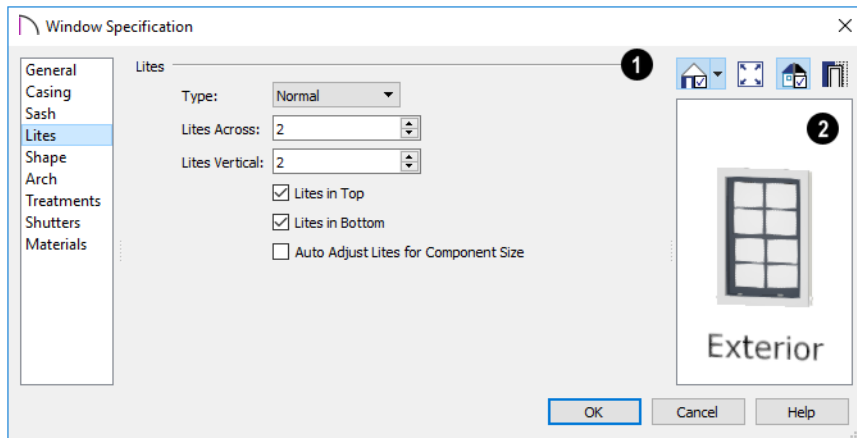 Window Specification
General
Casing
Sash
Lites
Shape
Arch
Treatments
Shutters
Materials
Lites
1
Type: Normal
Lites Across: 2
Lites Vertical: 2
Lites in Top
Lites in Bottom
Auto Adjust Lites for Component Size
2
Exterior
OK Cancel Help